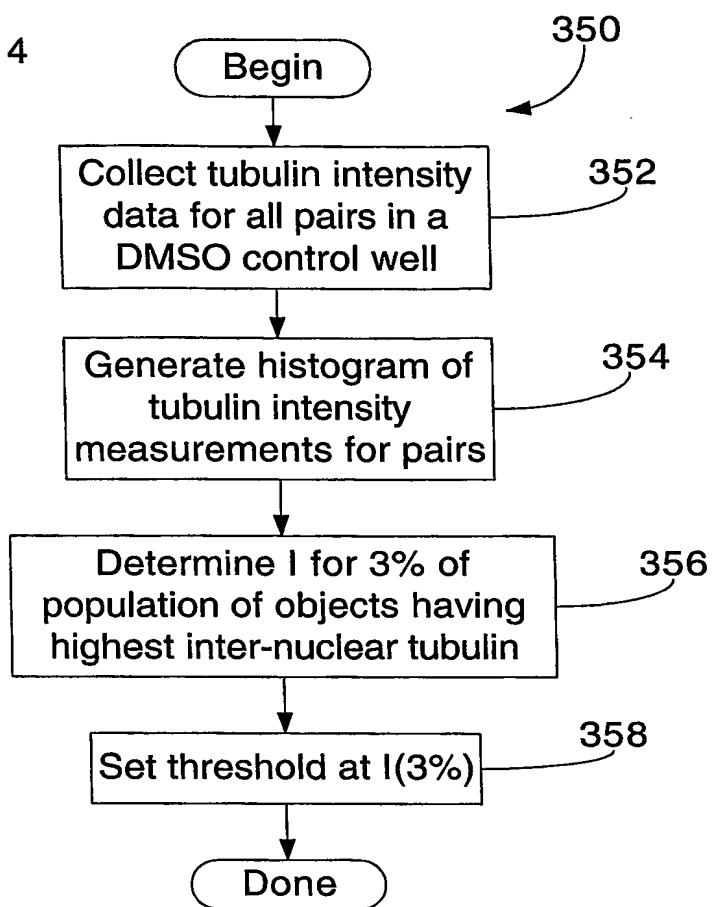 4
350
Begin
Collect tubulin intensity
data for all pairs in a
DMSO control well
352
Generate histogram of
tubulin intensity
measurements for pairs
354
Determine I for 3% of
population of objects having
highest inter-nuclear tubulin
356
Set threshold at I(3%)
358
Done